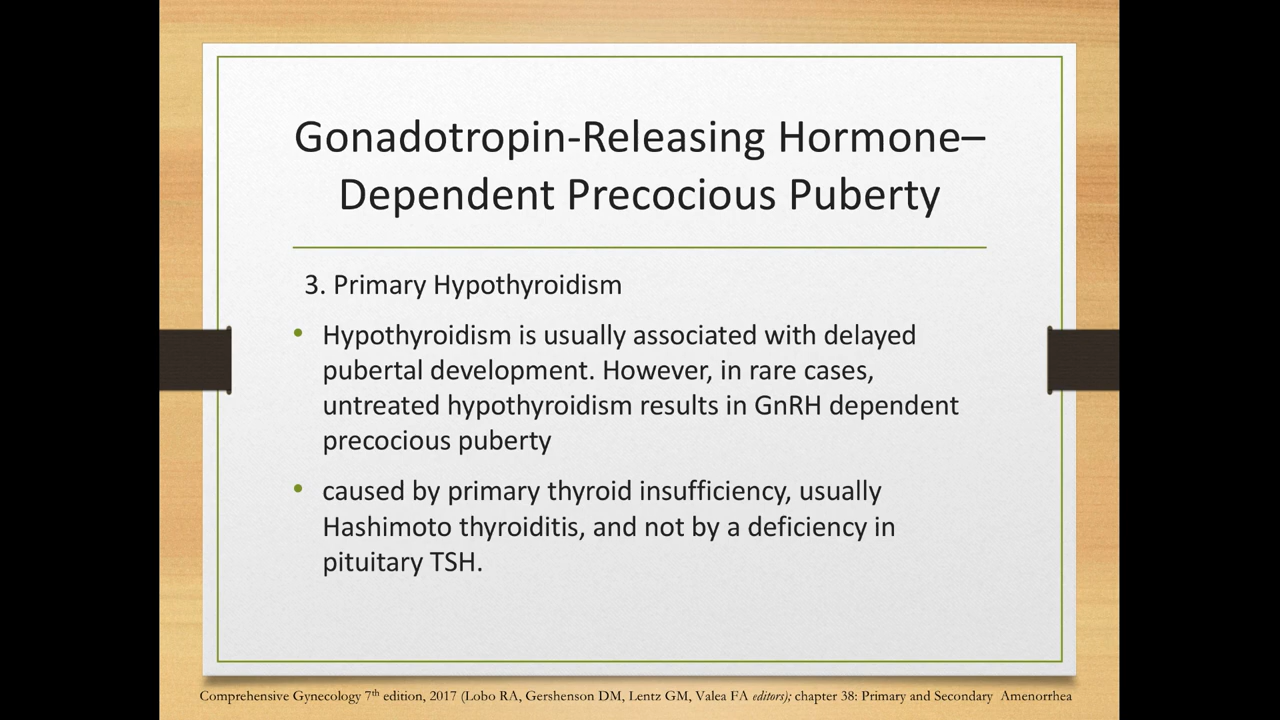 Gonadotropin-Releasing Hormone–
Dependent Precocious Puberty
3. Primary Hypothyroidism
• Hypothyroidism is usually associated with delayed
pubertal development. However, in rare cases,
untreated hypothyroidism results in GnRH dependent
precocious puberty
• caused by primary thyroid insufficiency, usually
Hashimoto thyroiditis, and not by a deficiency in
pituitary TSH.
Comprehensive Gynecology 7th edition, 2017 (Lobo RA, Gershenson DM, Lentz GM, Valea FA editors); chapter 38: Primary and Secondary Amenorrhea